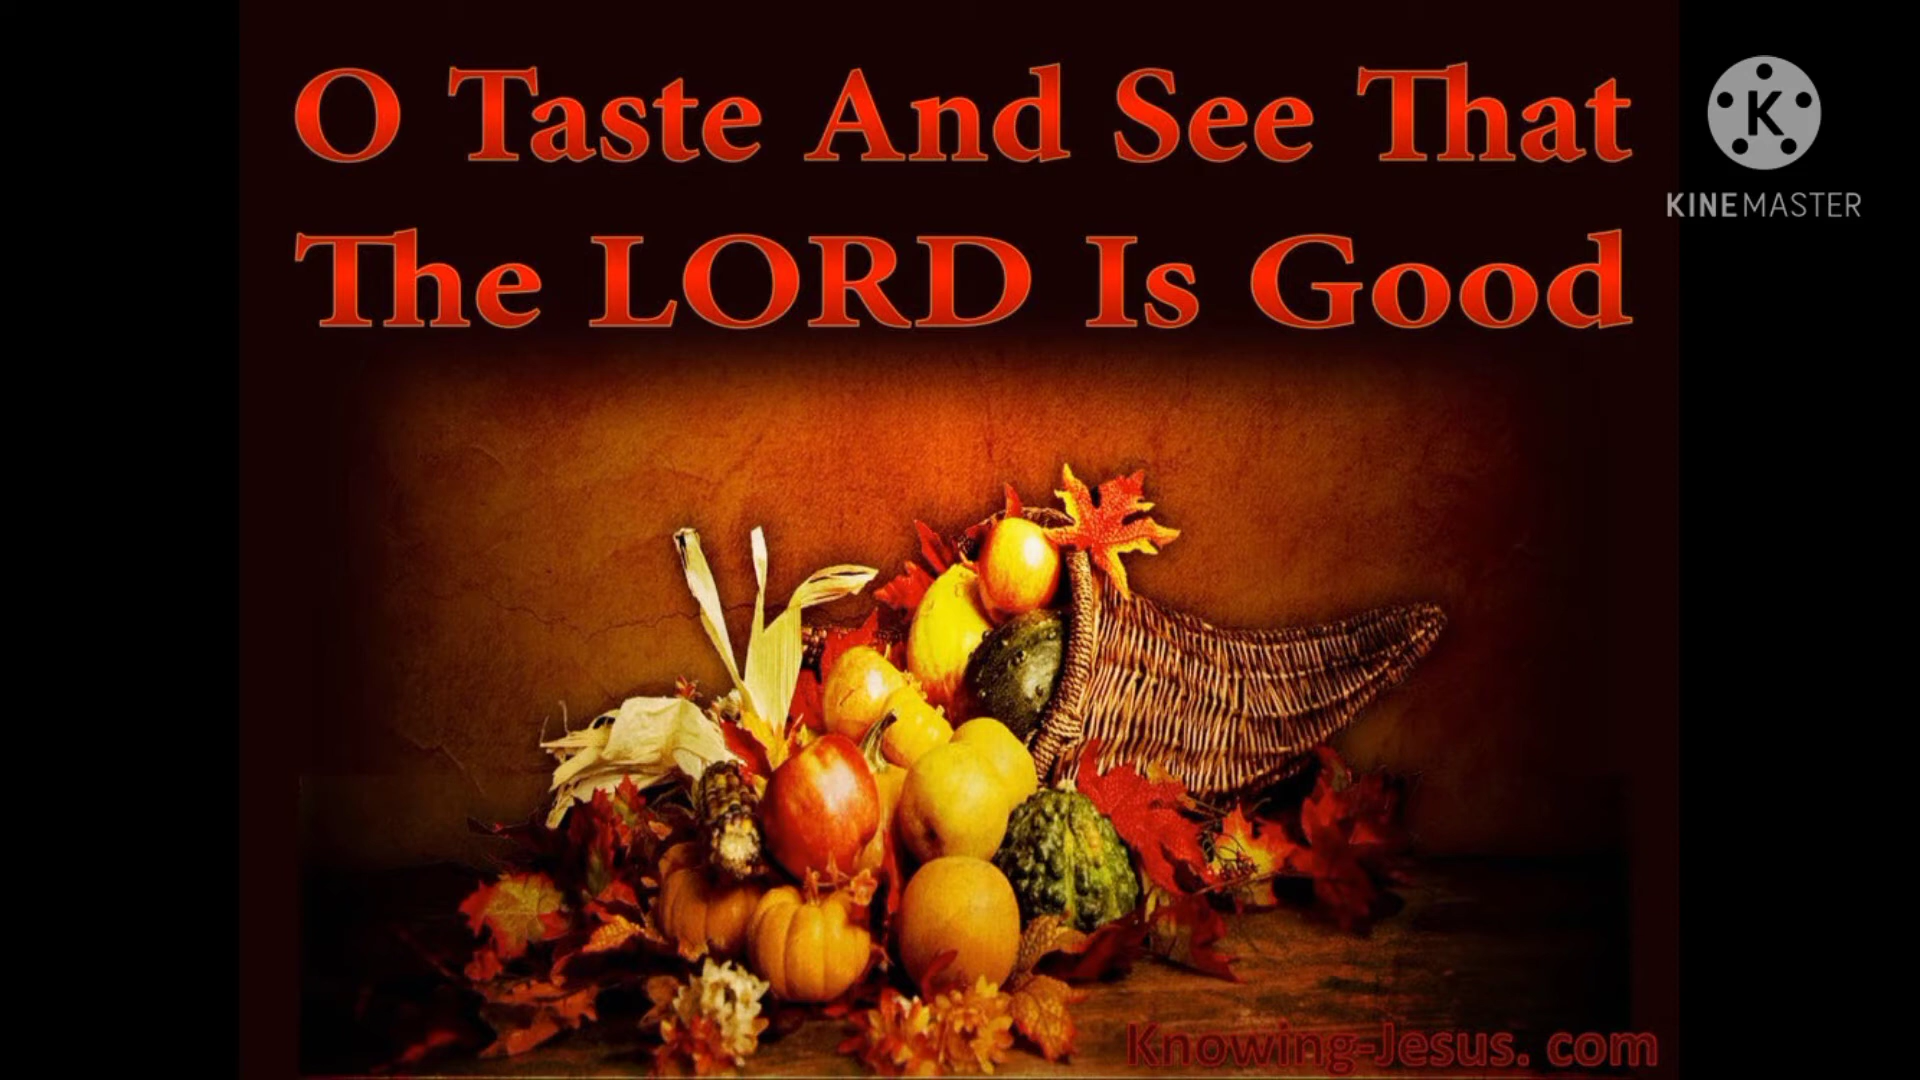 O Taste And See That
The LORD Is Good
K
KINEMASTER
Knowing-Jesus. com